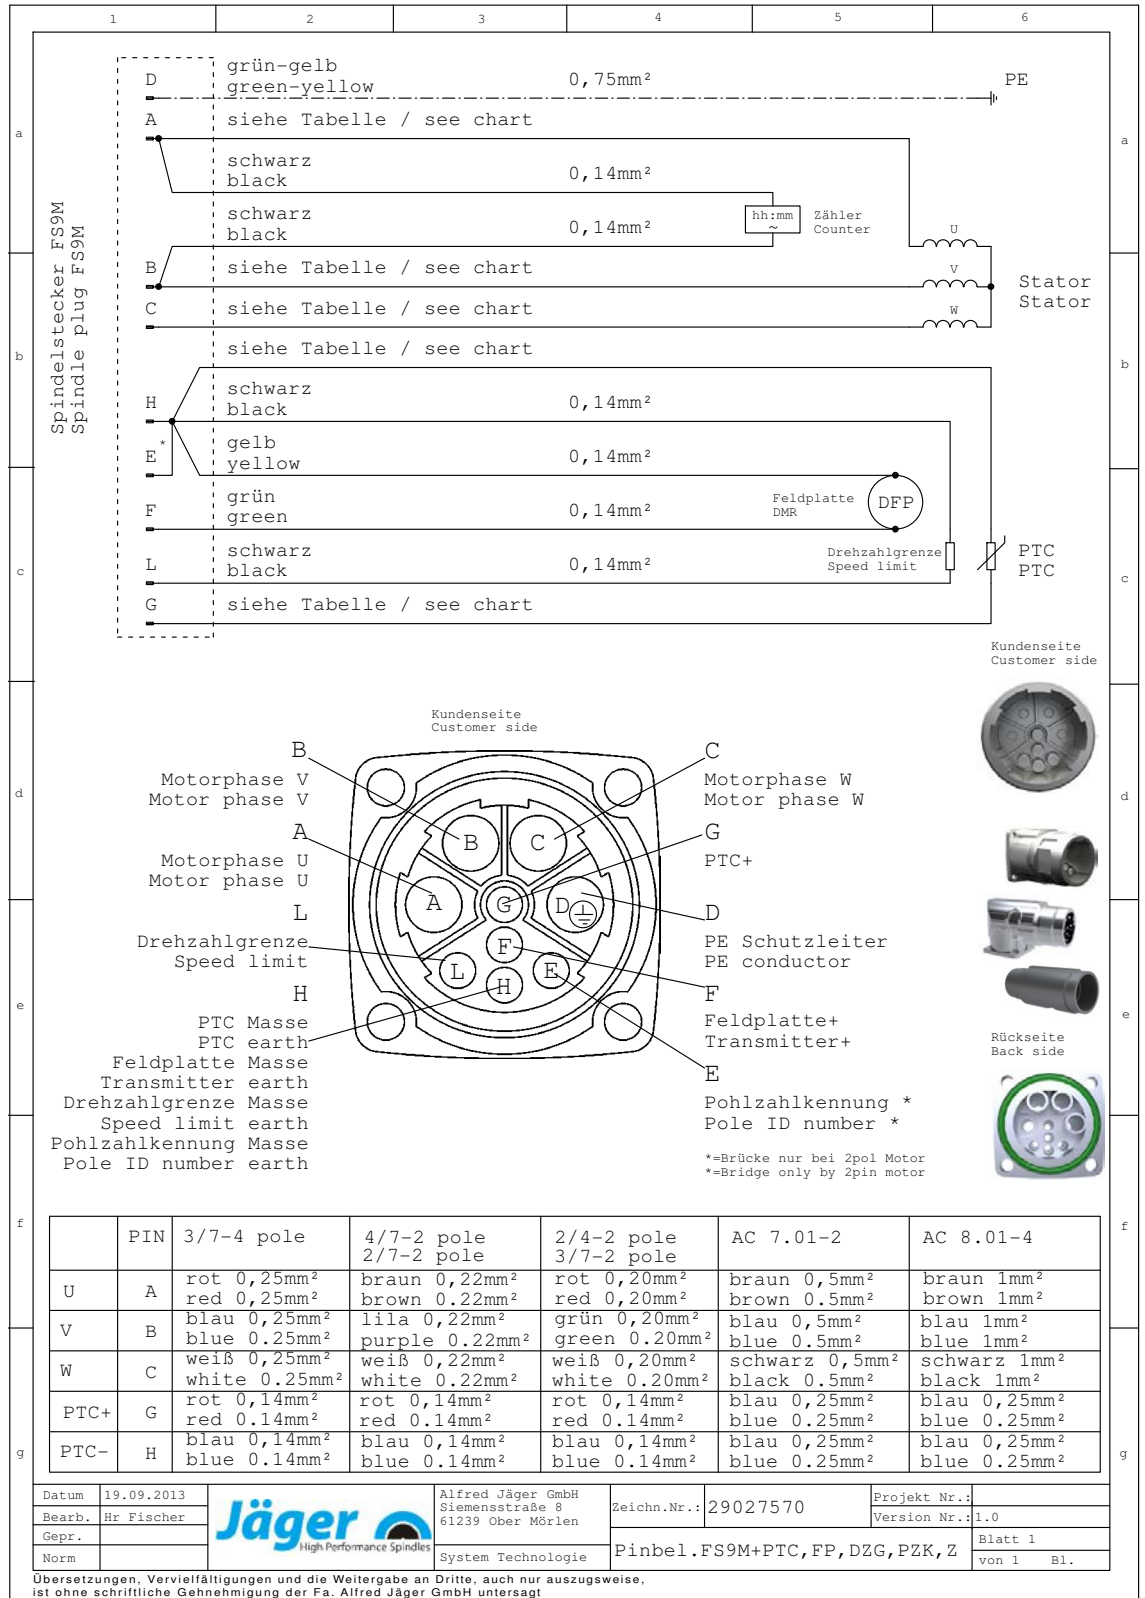 1 2 3 4 5 6
a a
b b
c c
d d
e e
f f
g g
Spindelstecker FS9M
Spindle plug FS9M
D
grün-gelb
green-yellow
0,75mm²
PE
A
siehe Tabelle / see chart
schwarz
black
0,14mm²
schwarz
black
0,14mm²
hh:mm
~
Zähler
Counter
U
B
siehe Tabelle / see chart
V
Stator
Stator
C
siehe Tabelle / see chart
W
siehe Tabelle / see chart
H
schwarz
black
0,14mm²
E *
gelb
yellow
0,14mm²
F
grün
green
0,14mm²
Feldplatte
DMR
DFP
L
schwarz
black
0,14mm²
Drehzahlgrenze
Speed limit
PTC
PTC
G
siehe Tabelle / see chart
Kundenseite
Customer side
Kundenseite
Customer side
B
Motorphase V
Motor phase V
A
Motorphase U
Motor phase U
L
Drehzahlgrenze
Speed limit
H
PTC Masse
PTC earth
Feldplatte Masse
Transmitter earth
Drehzahlgrenze Masse
Speed limit earth
Pohlzahlkennung Masse
Pole ID number earth
B C
A G D
F
L E
H
C
Motorphase W
Motor phase W
G
PTC+
D
PE Schutzleiter
PE conductor
F
Feldplatte+
Transmitter+
E
Pohlzahlkennung *
Pole ID number *
*=Brücke nur bei 2pol Motor
*=Bridge only by 2pin motor
Rückseite
Back side
PIN 3/7-4 pole 4/7-2 pole 2/4-2 pole AC 7.01-2 AC 8.01-4
2/7-2 pole 3/7-2 pole
U A rot 0,25mm² braun 0,22mm² rot 0,20mm² braun 0,5mm² braun 1mm²
red 0,25mm² brown 0.22mm² red 0,20mm² brown 0.5mm² brown 1mm²
V B blau 0,25mm² lila 0,22mm² grün 0,20mm² blau 0,5mm² blau 1mm²
blue 0.25mm² purple 0.22mm² green 0.20mm² blue 0.5mm² blue 1mm²
W C weiß 0,25mm² weiß 0,22mm² weiß 0,20mm² schwarz 0,5mm² schwarz 1mm²
white 0.25mm² white 0.22mm² white 0.20mm² black 0.5mm² black 1mm²
PTC+ G rot 0,14mm² rot 0,14mm² rot 0,14mm² blau 0,25mm² blau 0,25mm²
red 0.14mm² red 0.14mm² red 0.14mm² blue 0.25mm² blue 0.25mm²
PTC- H blau 0,14mm² blau 0,14mm² blau 0,14mm² blau 0,25mm² blau 0,25mm²
blue 0.14mm² blue 0.14mm² blue 0.14mm² blue 0.25mm² blue 0.25mm²
Datum 19.09.2013
Bearb. Hr Fischer
Gepr.
Norm
Jäger
High Performance Spindles
Alfred Jäger GmbH
Siemensstraße 8
61239 Ober Mörlen
System Technologie
Zeichn.Nr.: 29027570
Projekt Nr.:
Version Nr.: 1.0
Pinbel.FS9M+PTC,FP,DZG,PZK,Z
Blatt 1
von 1 Bl.
Übersetzungen, Vervielfältigungen und die Weitergabe an Dritte, auch nur auszugsweise,
ist ohne schriftliche Gehnehmigung der Fa. Alfred Jäger GmbH untersagt